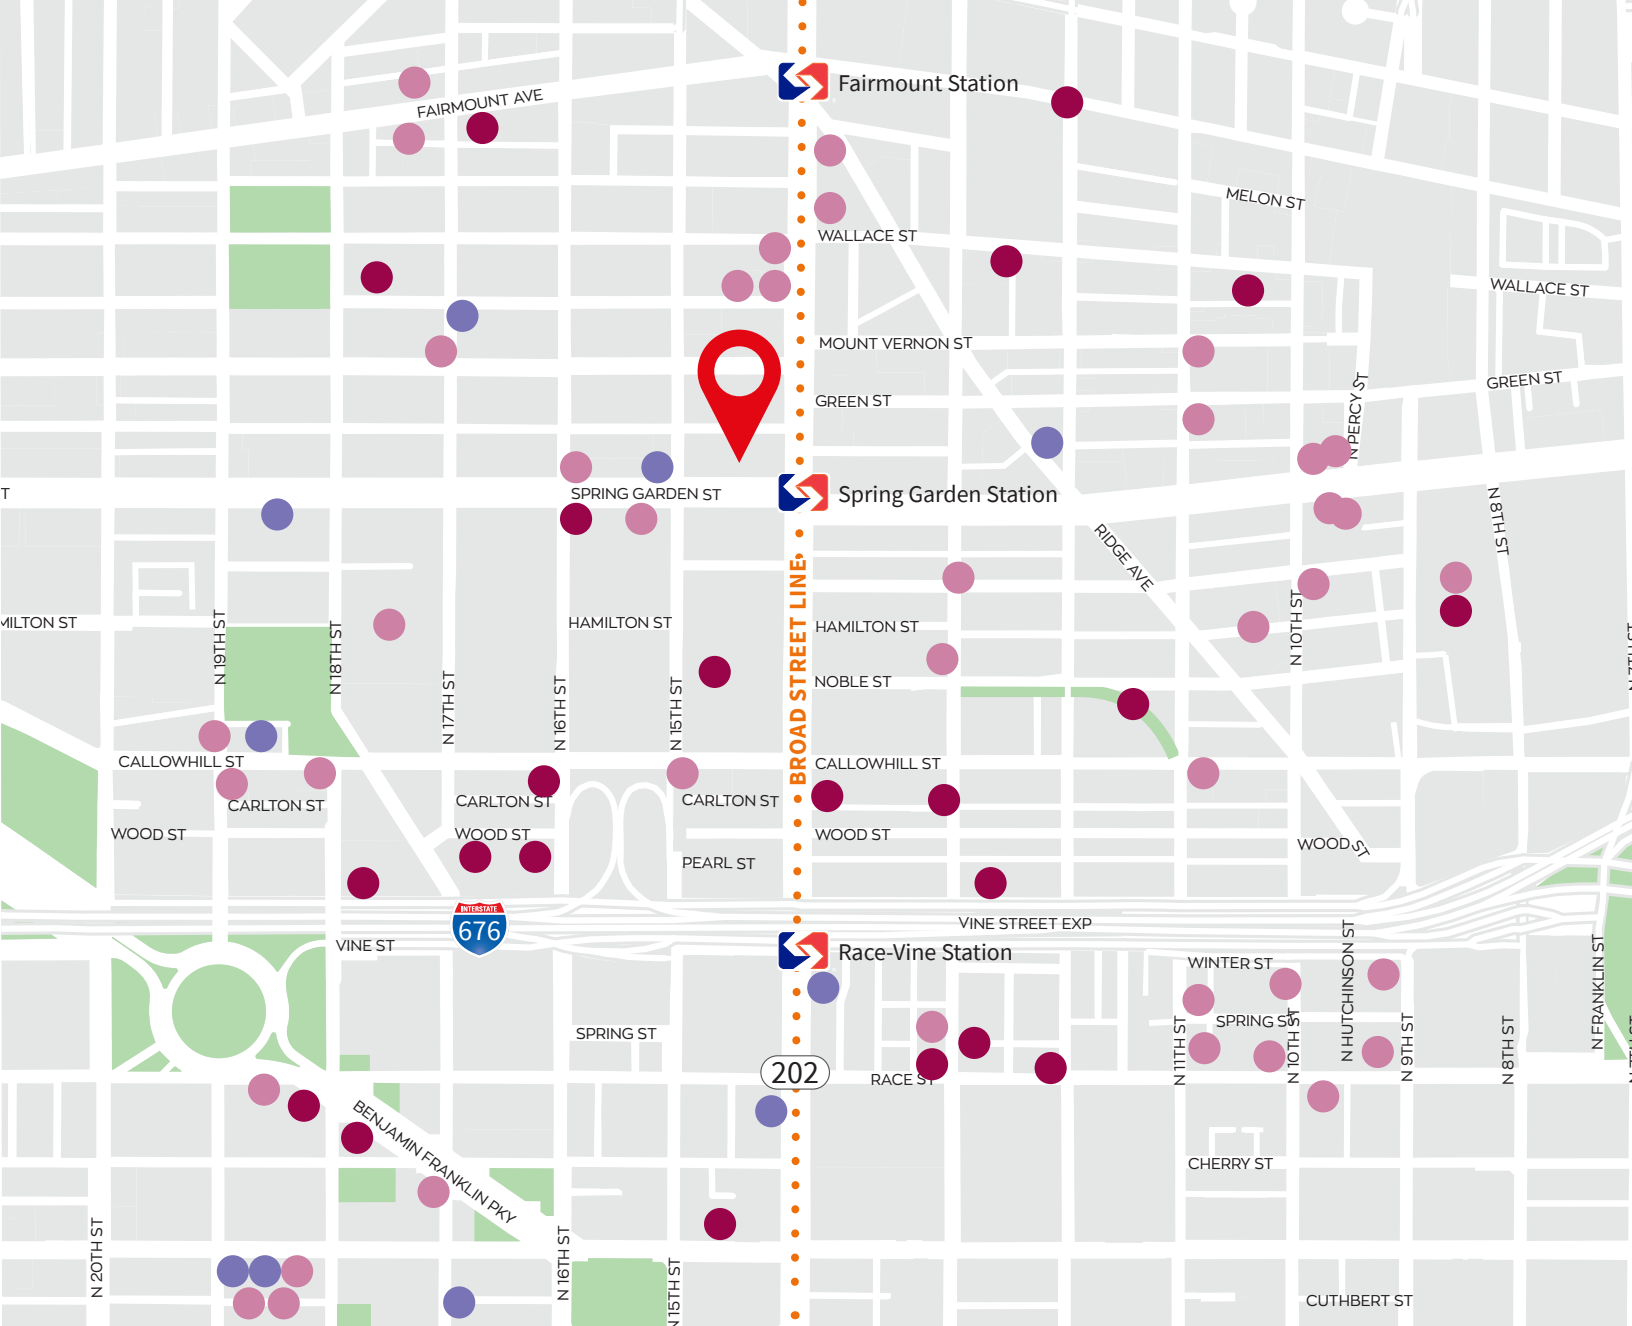 Fairmount Station
FAIRMOUNT AVE
MELON ST
WALLACE ST
WALLACE ST
MOUNT VERNON ST
GREEN ST
GREEN ST
N PERCY ST
SPRING GARDEN ST
Spring Garden Station
T
N 8TH ST
RIDGE AVE
BROAD STREET LINE
MILTON ST
N 19TH ST
N 18TH ST
HAMILTON ST
HAMILTON ST
N 10TH ST
N 7TH ST
NOBLE ST
N 17TH ST
N 16TH ST
N 15TH ST
CALLOWHILL ST
CALLOWHILL ST
CARLTON ST
CARLTON ST
CARLTON ST
WOOD ST
WOOD ST
WOOD ST
WOOD ST
PEARL ST
INTERSTATE
676
VINE STREET EXP
VINE ST
Race-Vine Station
WINTER ST
N HUTCHINSON ST
N FRANKLIN ST
SPRING ST
SPRING ST
N 11TH ST
N 10TH ST
N 9TH ST
N 8TH ST
N 7TH ST
202
RACE ST
BENJAMIN FRANKLIN PKY
CHERRY ST
N 20TH ST
N 16TH ST
N 15TH ST
CUTHBERT ST